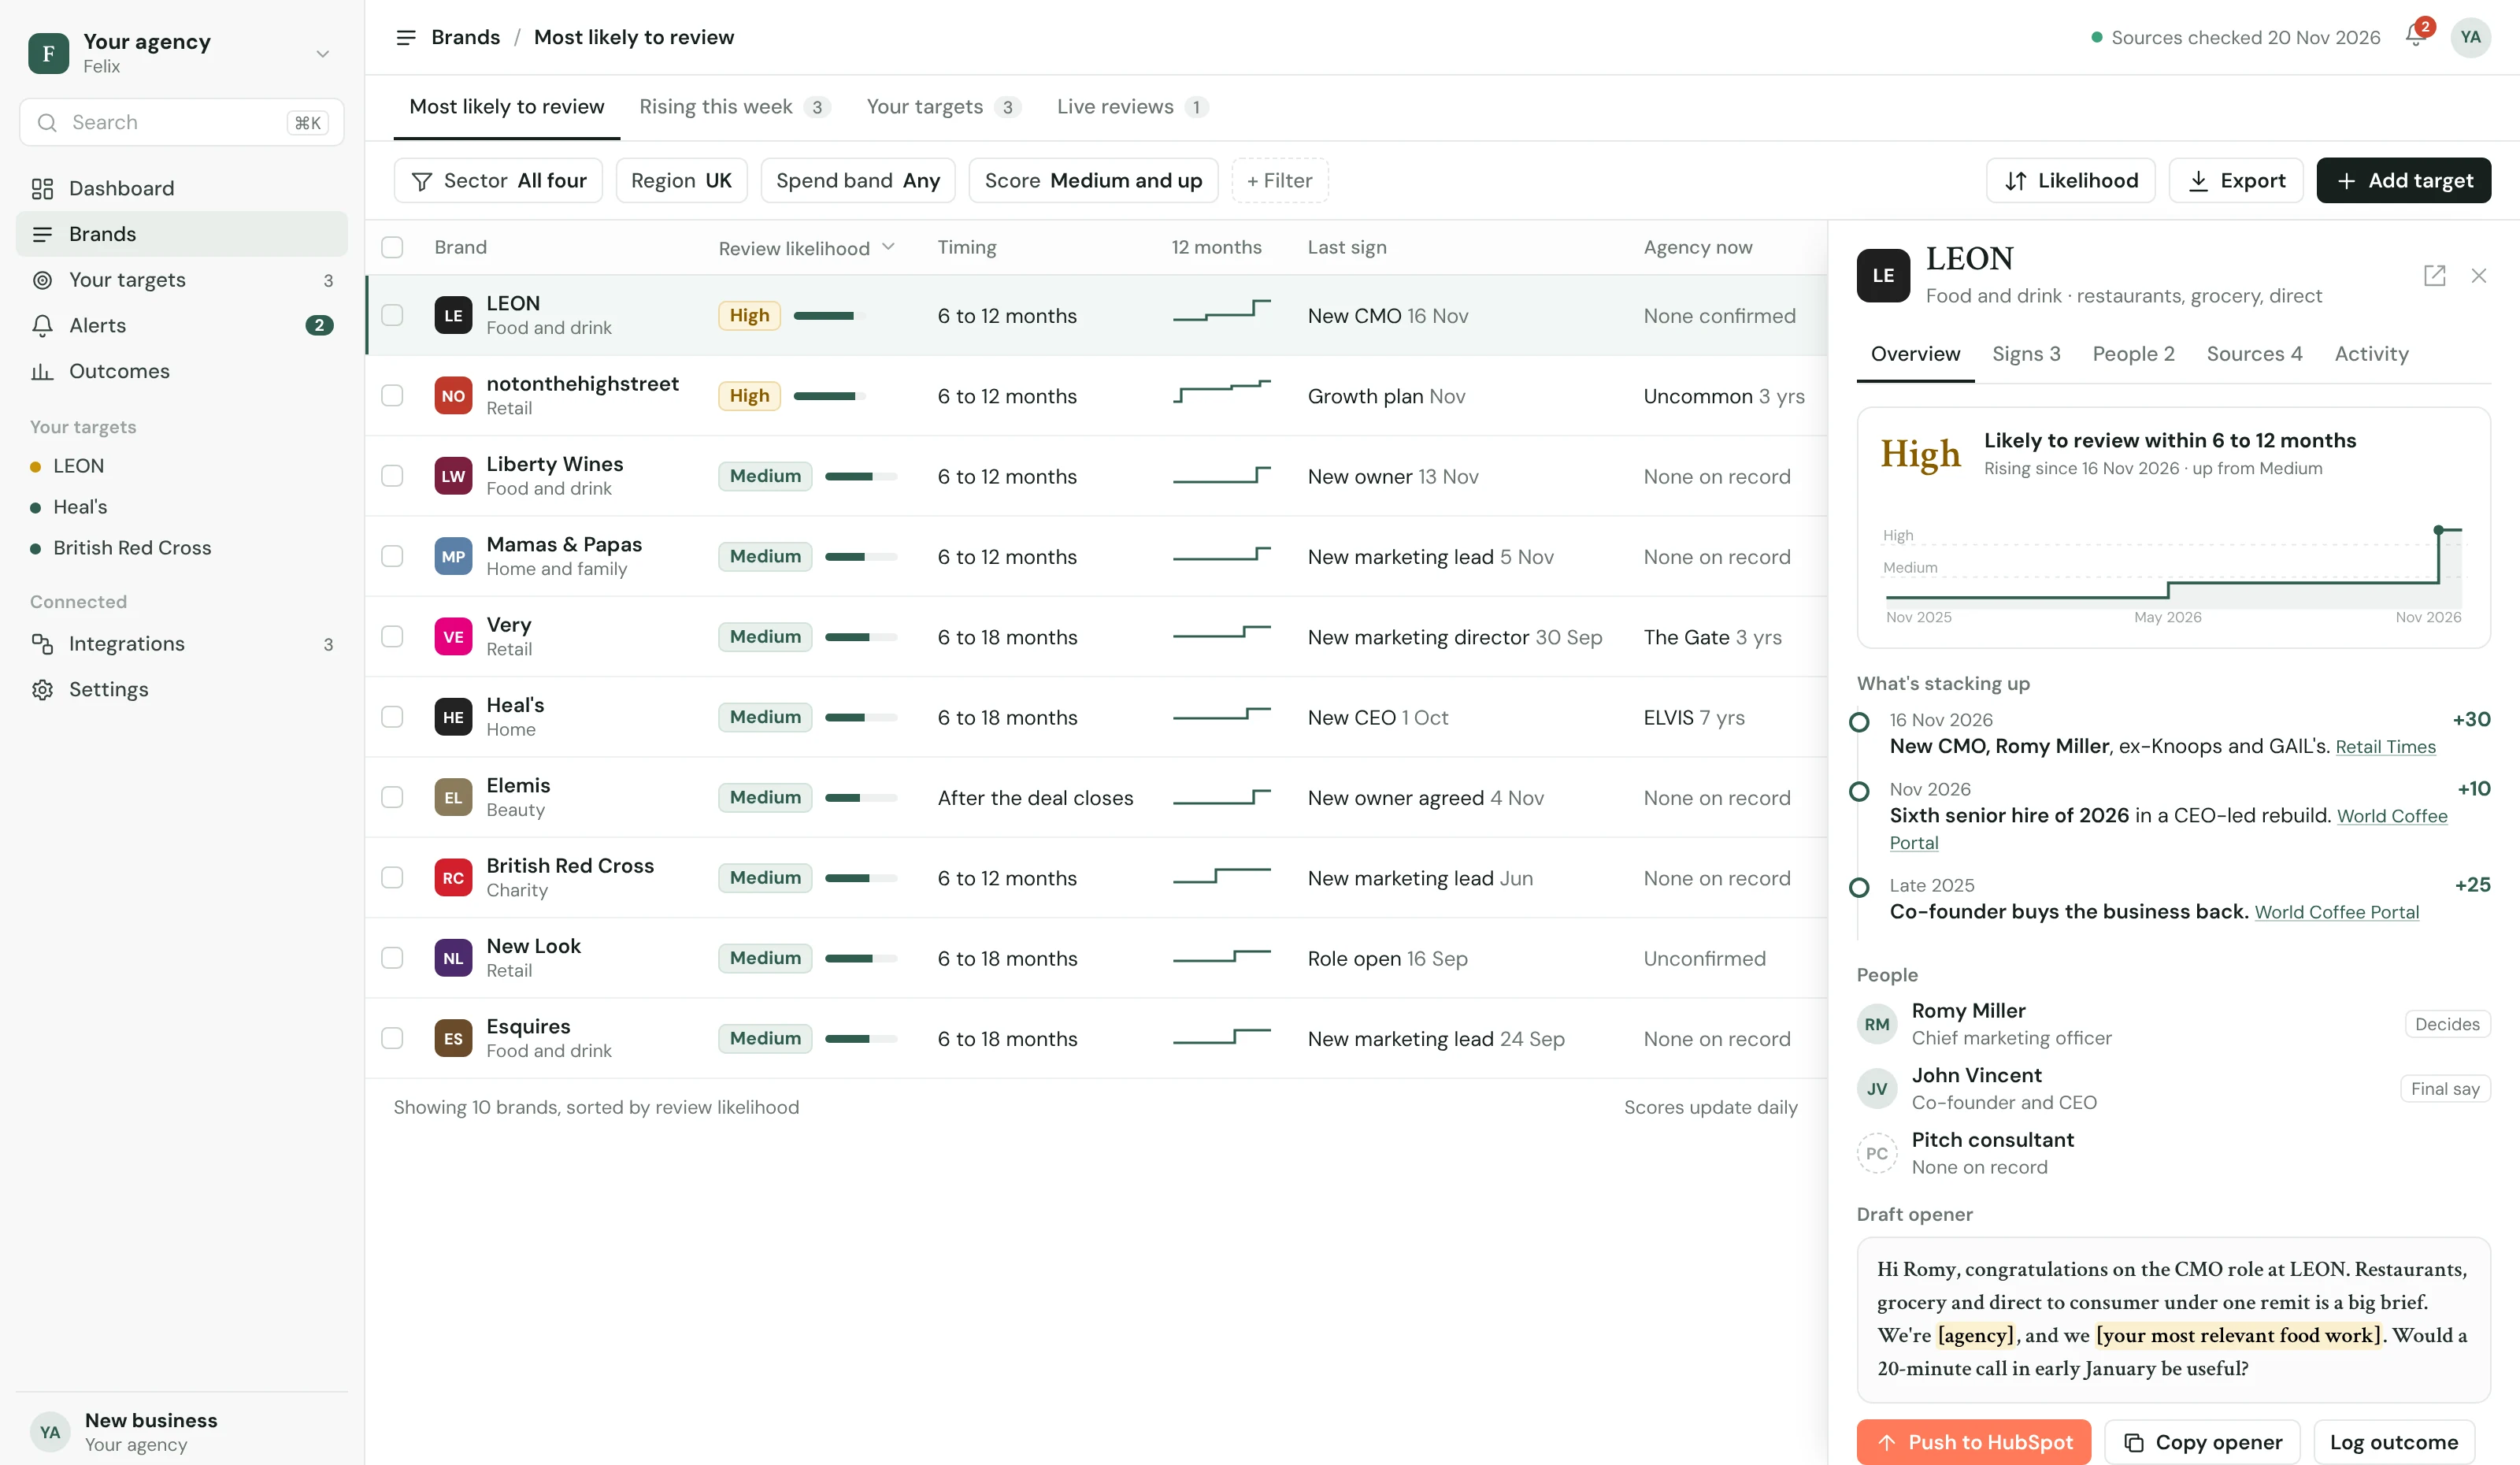 F
Your agency
Felix
Search
⌘K
Dashboard
Brands
Your targets 3
Alerts 2
Outcomes
Your targets
LEON
Heal's
British Red Cross
Connected
Integrations 3
Settings
YA
New business
Your agency
Brands / Most likely to review
Sources checked 20 Nov 2026
2
YA
Most likely to review
Rising this week 3
Your targets 3
Live reviews 1
Sector All four
Region UK
Spend band Any
Score Medium and up
+ Filter
Likelihood
Export
+ Add target
Brand Review likelihood Timing 12 months Last sign Agency now
LE LEON High 6 to 12 months New CMO 16 Nov None confirmed
Food and drink
NO notonthehighstreet High 6 to 12 months Growth plan Nov Uncommon 3 yrs
Retail
LW Liberty Wines Medium 6 to 12 months New owner 13 Nov None on record
Food and drink
MP Mamas & Papas Medium 6 to 12 months New marketing lead 5 Nov None on record
Home and family
VE Very Medium 6 to 18 months New marketing director 30 Sep The Gate 3 yrs
Retail
HE Heal's Medium 6 to 18 months New CEO 1 Oct ELVIS 7 yrs
Home
EL Elemis Medium After the deal closes New owner agreed 4 Nov None on record
Beauty
RC British Red Cross Medium 6 to 12 months New marketing lead Jun None on record
Charity
NL New Look Medium 6 to 18 months Role open 16 Sep Unconfirmed
Retail
ES Esquires Medium 6 to 18 months New marketing lead 24 Sep None on record
Food and drink
Showing 10 brands, sorted by review likelihood
Scores update daily
LE
LEON
Food and drink · restaurants, grocery, direct
Overview Signs 3 People 2 Sources 4 Activity
High
Likely to review within 6 to 12 months
Rising since 16 Nov 2026 · up from Medium
High
Medium
Nov 2025 May 2026 Nov 2026
What's stacking up
16 Nov 2026 +30
New CMO, Romy Miller, ex-Knoops and GAIL's. Retail Times
Nov 2026 +10
Sixth senior hire of 2026 in a CEO-led rebuild. World Coffee
Portal
Late 2025 +25
Co-founder buys the business back. World Coffee Portal
People
RM
Romy Miller
Chief marketing officer
Decides
JV
John Vincent
Co-founder and CEO
Final say
PC
Pitch consultant
None on record
Draft opener
Hi Romy, congratulations on the CMO role at LEON. Restaurants,
grocery and direct to consumer under one remit is a big brief.
We're [agency], and we [your most relevant food work]. Would a
20-minute call in early January be useful?
Push to HubSpot
Copy opener
Log outcome